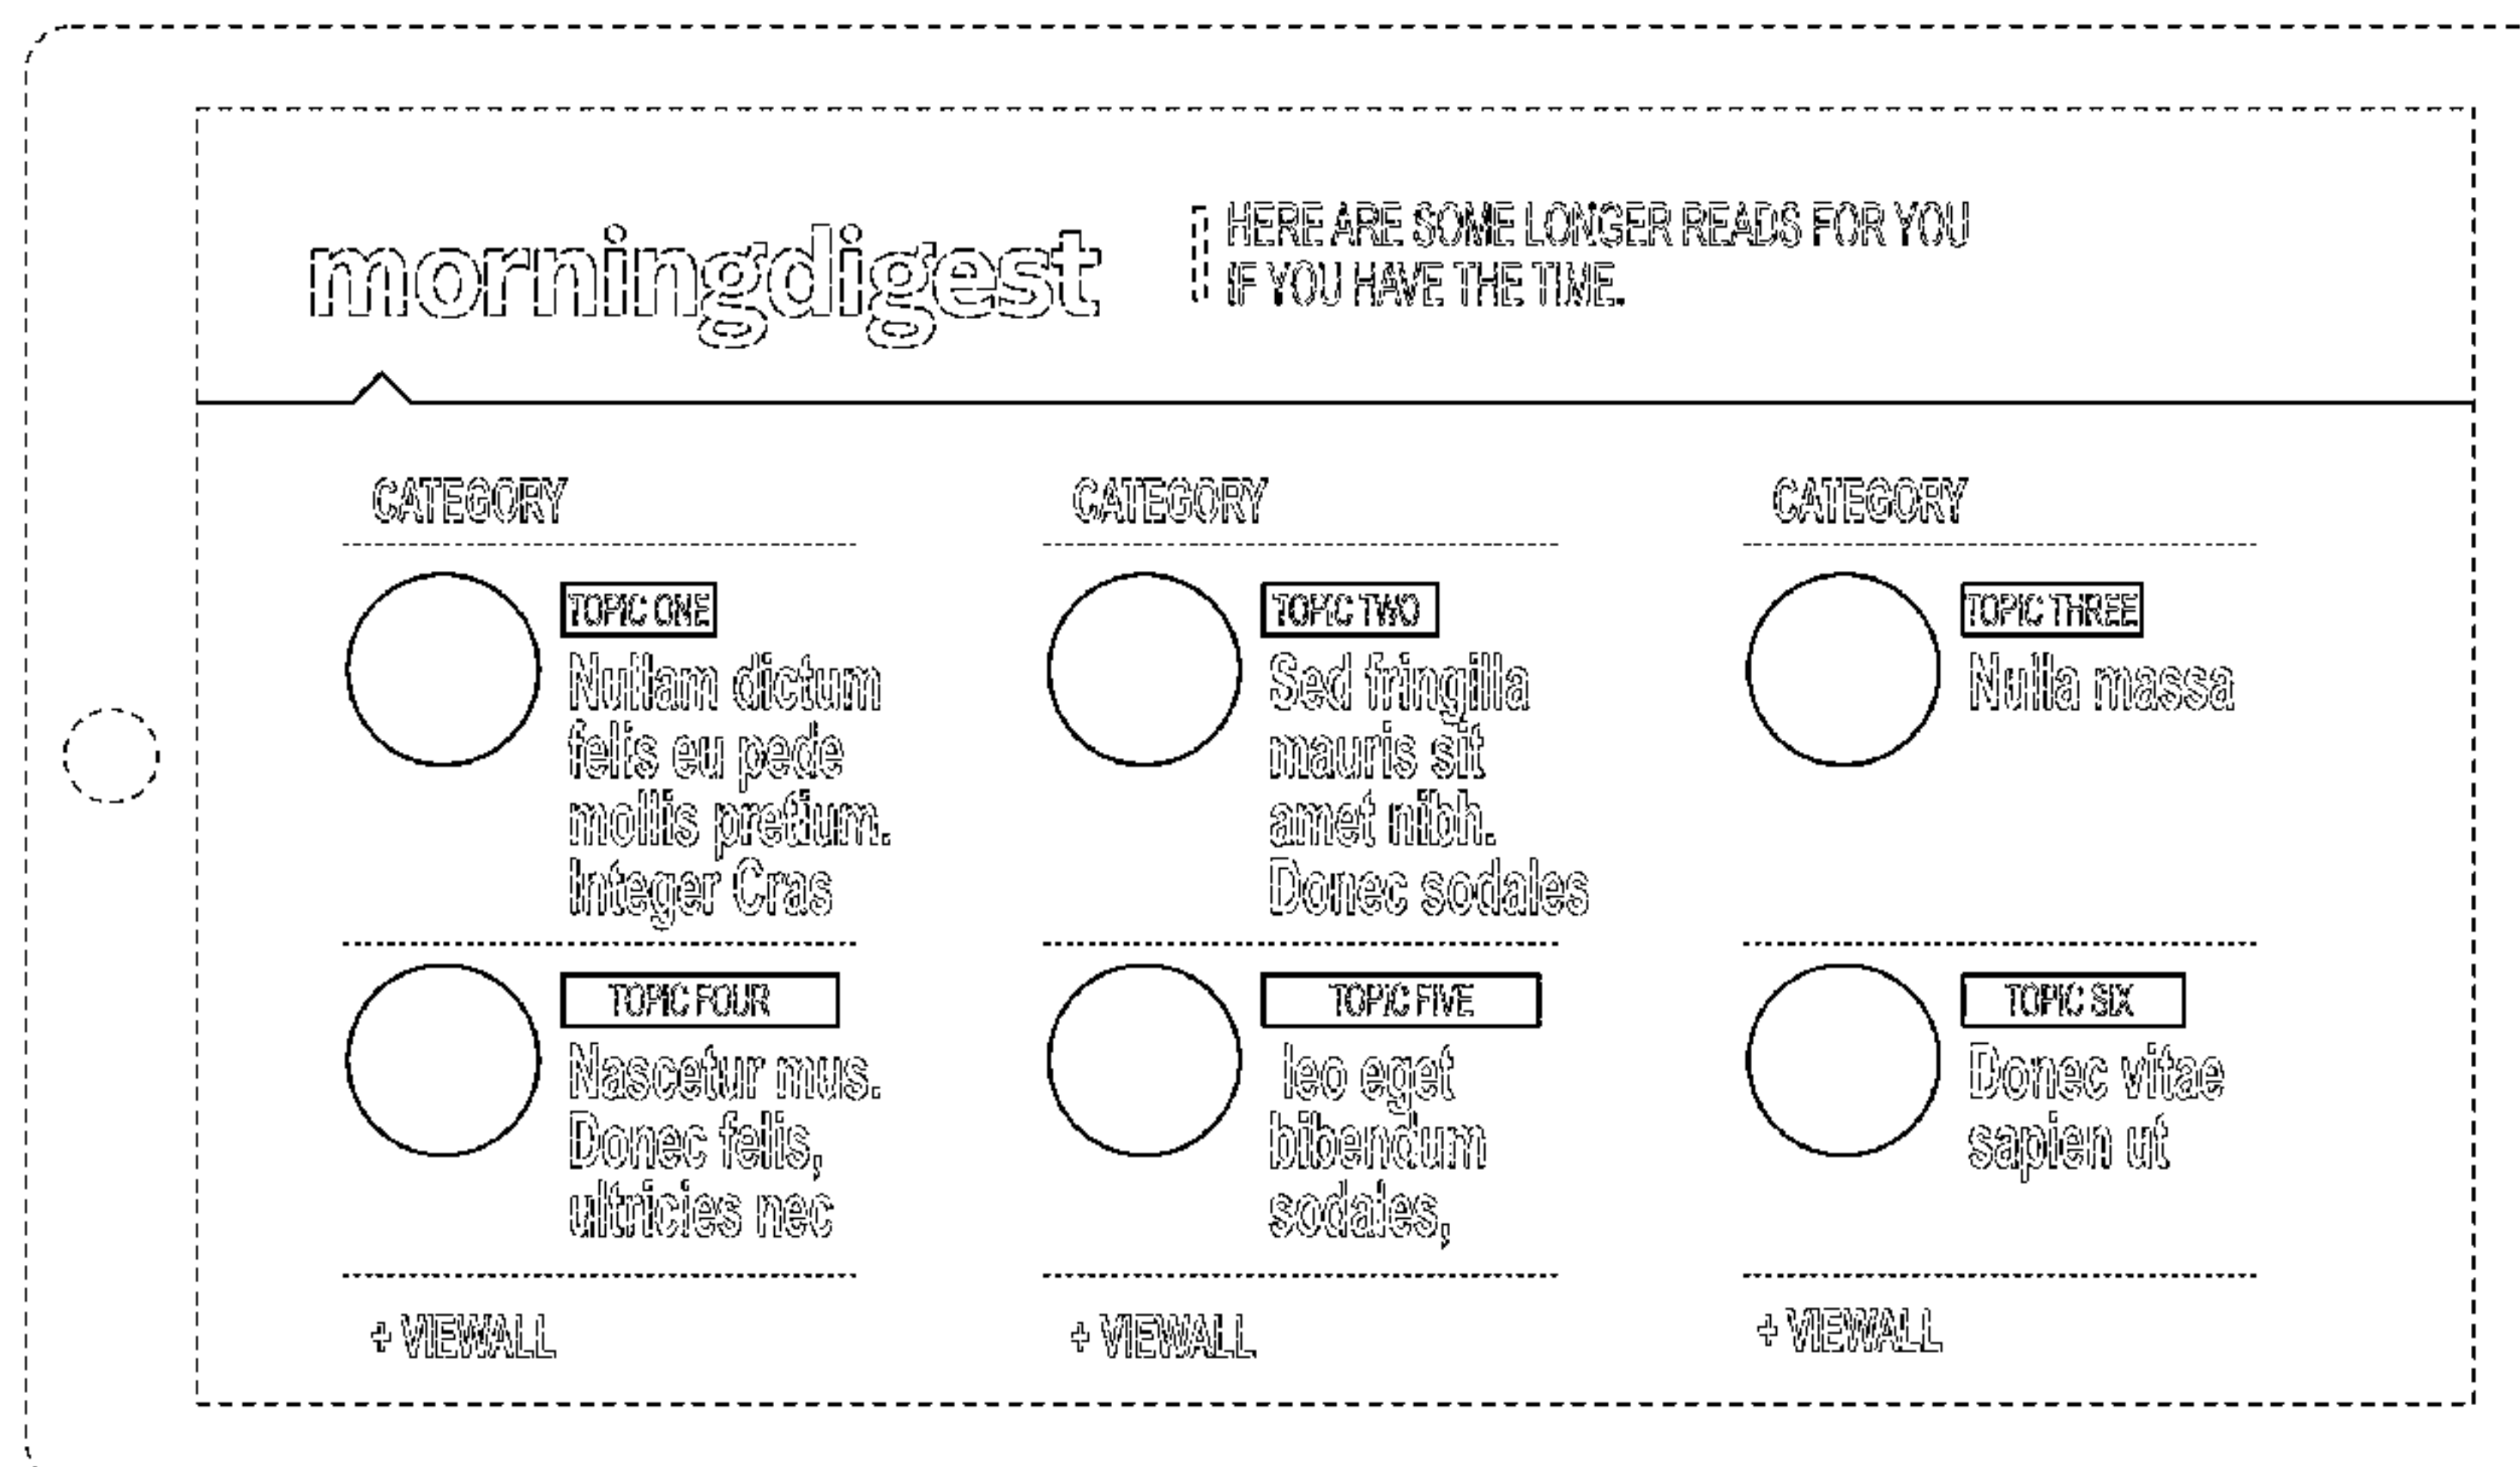 morningdigest
HERE ARE SOME LONGER READS FOR YOU
IF YOU HAVE THE TIME.
CATEGORY
TOPIC ONE
Nullam dictum
felis eu pede
mollis pretium.
Integer Cras
TOPIC FOUR
Nascetur mus.
Donec felis,
ultricies nec
+ VIEWALL
CATEGORY
TOPIC TWO
Sed fringilla
mauris sit
amet nibh.
Donec sodales
TOPIC FIVE
leo eget
bibendum
sodales,
+ VIEWALL
CATEGORY
TOPIC THREE
Nulla massa
TOPIC SIX
Donec vitae
sapien ut
+ VIEWALL